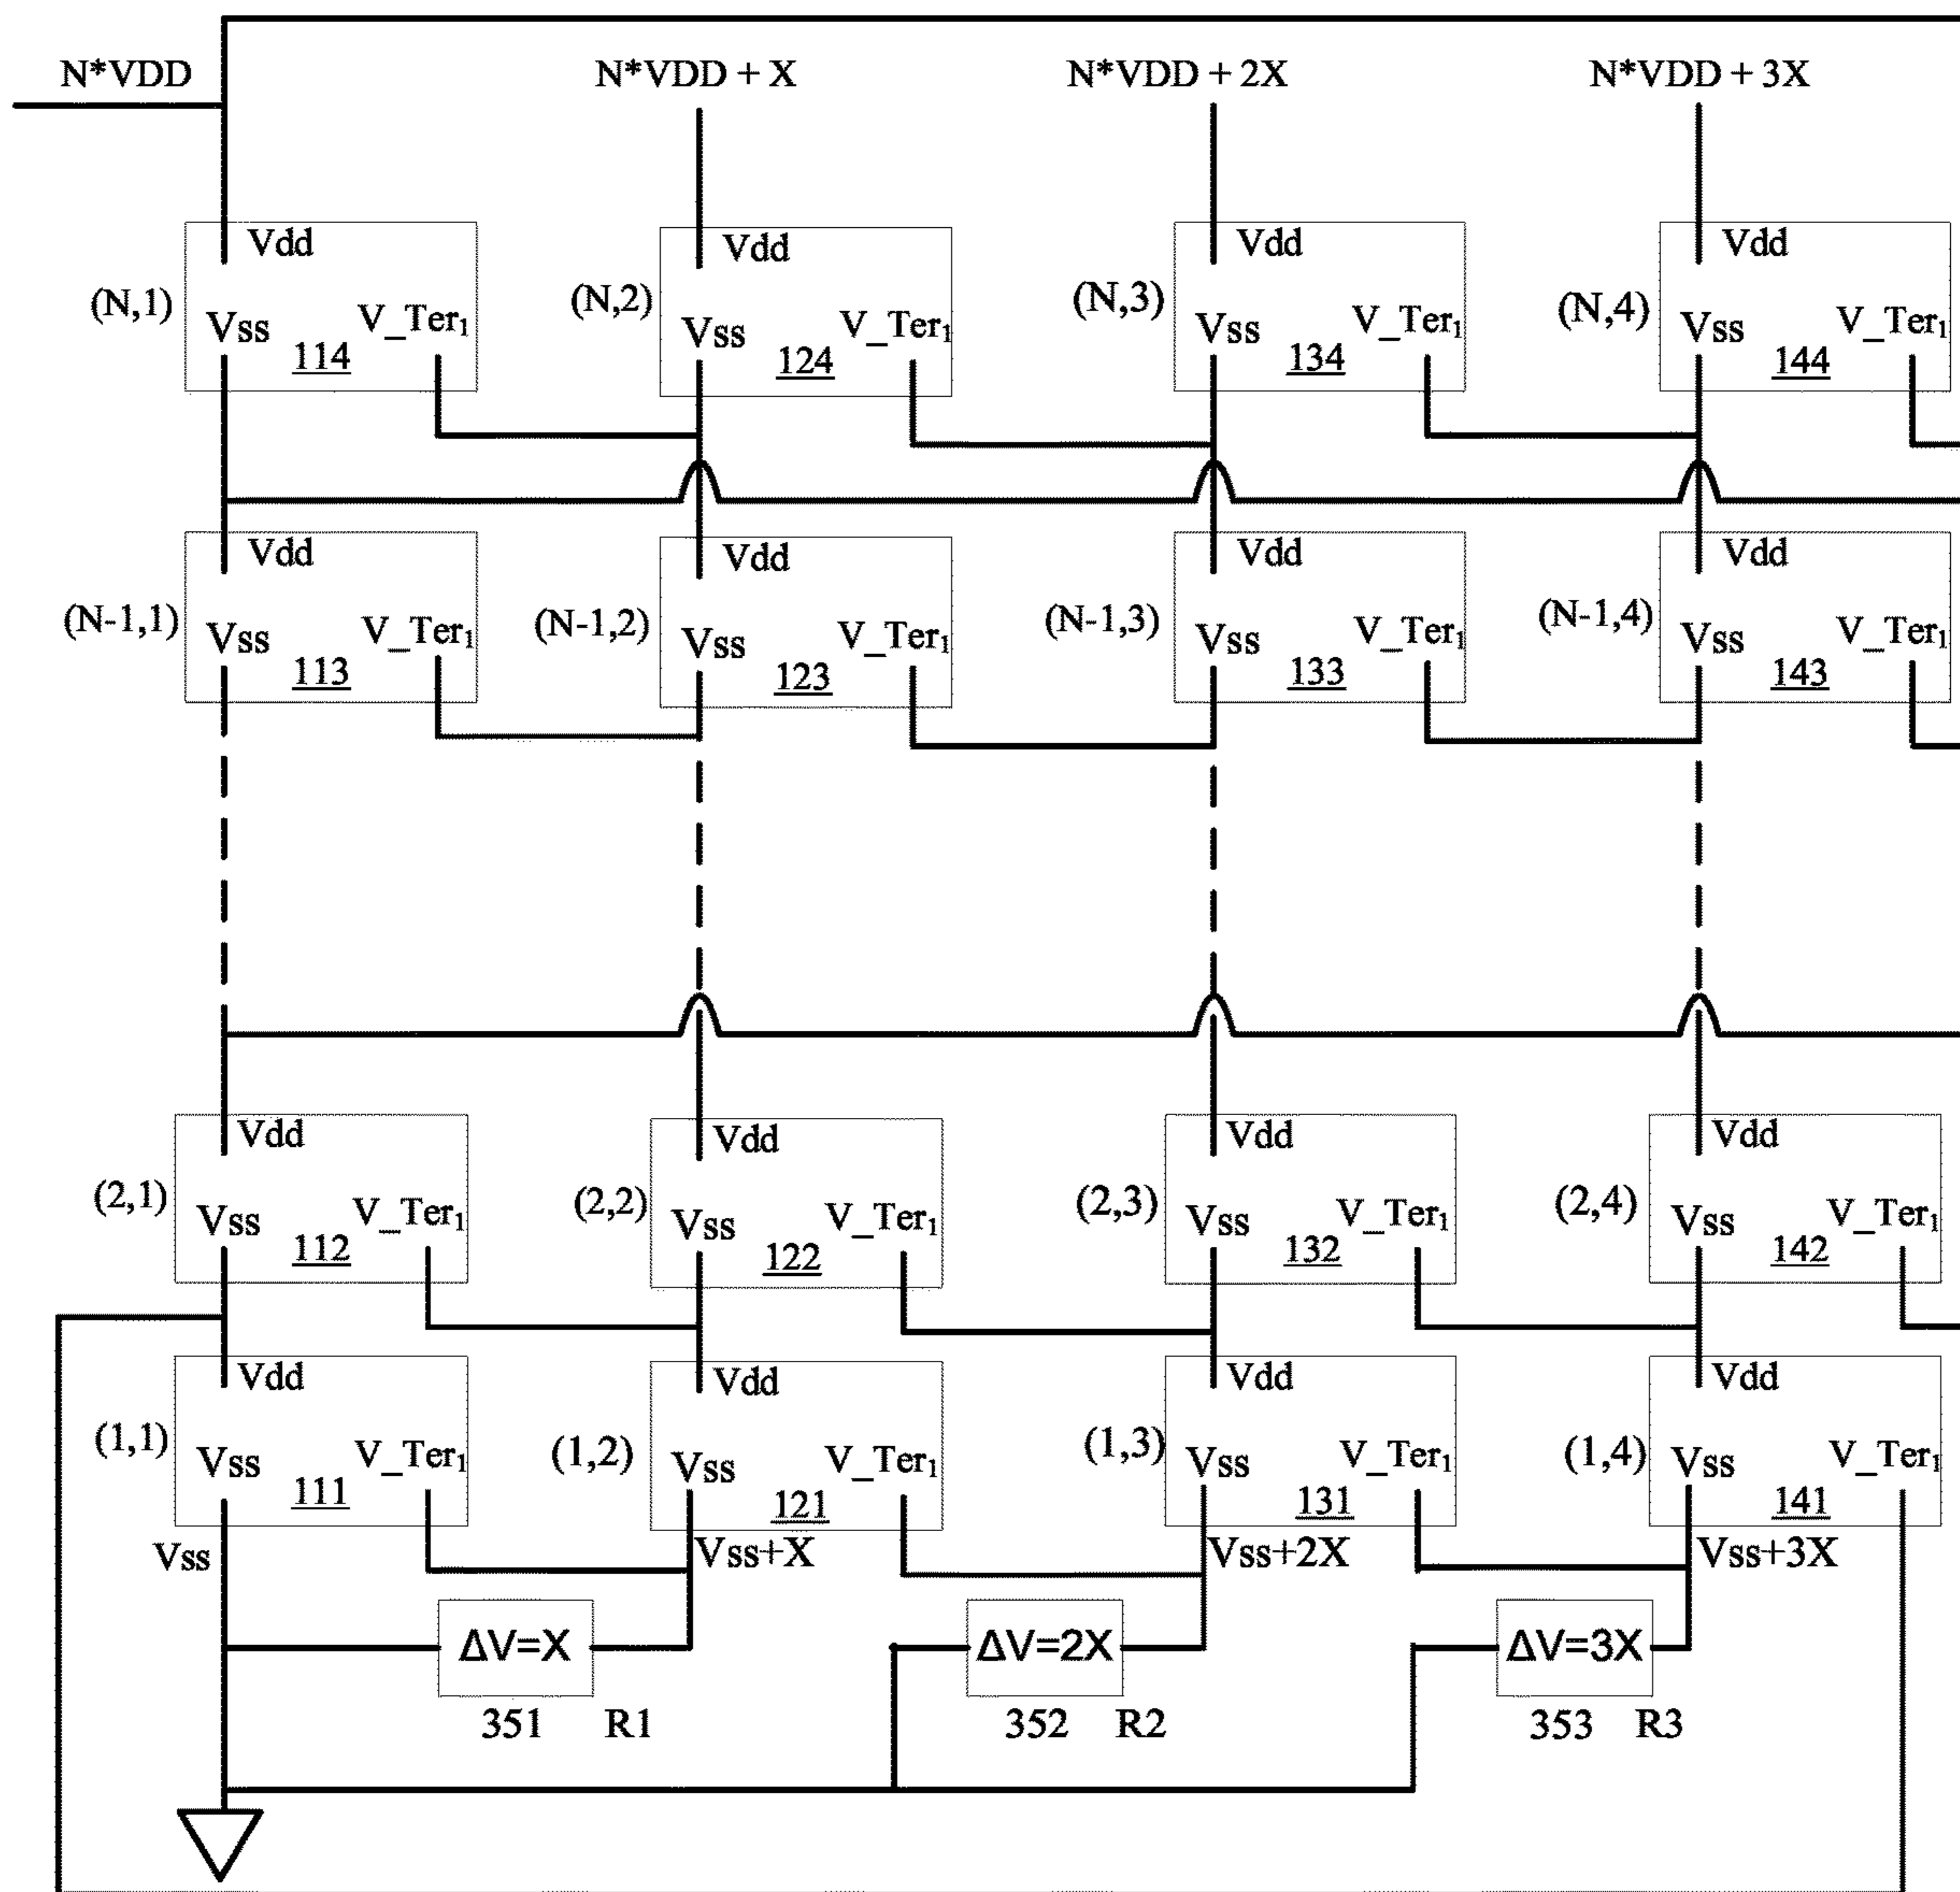 N*VDD
N*VDD + X
N*VDD + 2X
N*VDD + 3X
(N,1)
Vdd
Vss
V_Ter₁
114
(N,2)
Vdd
Vss
V_Ter₁
124
(N,3)
Vdd
Vss
V_Ter₁
134
(N,4)
Vdd
Vss
V_Ter₁
144
(N-1,1)
Vdd
Vss
V_Ter₁
113
(N-1,2)
Vdd
Vss
V_Ter₁
123
(N-1,3)
Vdd
Vss
V_Ter₁
133
(N-1,4)
Vdd
Vss
V_Ter₁
143
(2,1)
Vdd
Vss
V_Ter₁
112
(2,2)
Vdd
Vss
V_Ter₁
122
(2,3)
Vdd
Vss
V_Ter₁
132
(2,4)
Vdd
Vss
V_Ter₁
142
(1,1)
Vdd
Vss
V_Ter₁
111
(1,2)
Vdd
Vss
V_Ter₁
121
(1,3)
Vdd
Vss
V_Ter₁
131
(1,4)
Vdd
Vss
V_Ter₁
141
Vss
Vss+X
Vss+2X
Vss+3X
ΔV=X
ΔV=2X
ΔV=3X
351 R1
352 R2
353 R3